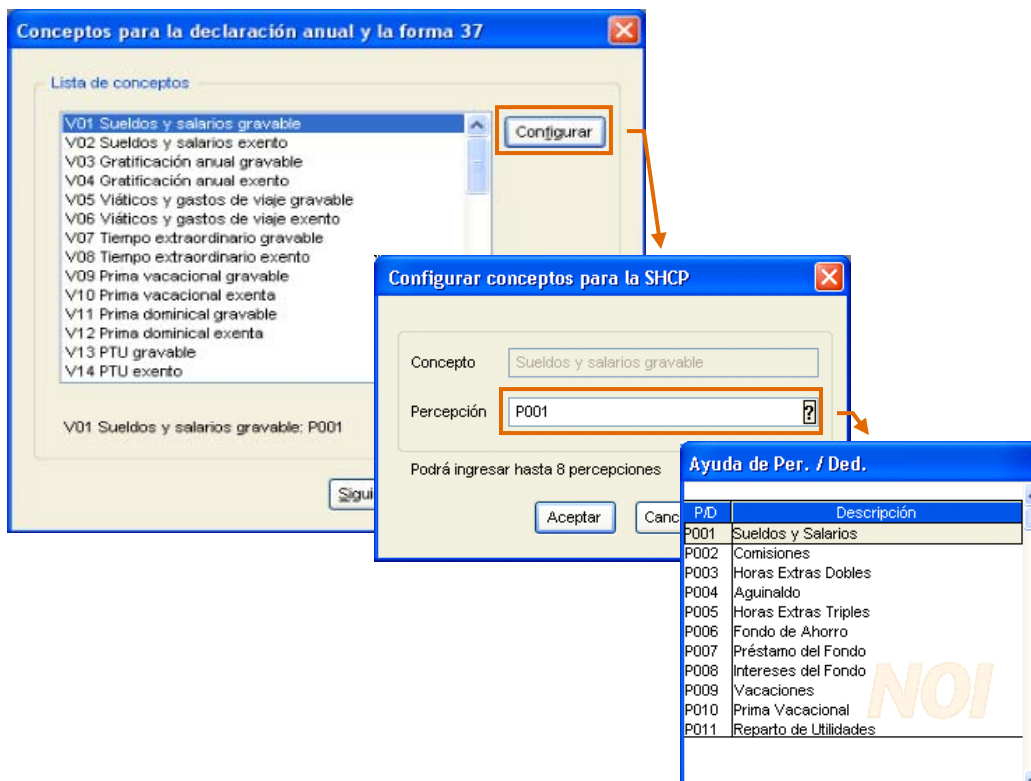 Conceptos para la declaración anual y la forma 37
Lista de conceptos
V01 Sueldos y salarios gravable
V02 Sueldos y salarios exento
V03 Gratificación anual gravable
V04 Gratificación anual exento
V05 Viáticos y gastos de viaje gravable
V06 Viáticos y gastos de viaje exento
V07 Tiempo extraordinario gravable
V08 Tiempo extraordinario exento
V09 Prima vacacional gravable
V10 Prima vacacional exenta
V11 Prima dominical gravable
V12 Prima dominical exenta
V13 PTU gravable
V14 PTU exento
Configurar
V01 Sueldos y salarios gravable: P001
Sigui
Configurar conceptos para la SHCP
Concepto Sueldos y salarios gravable
Percepción P001 ?
Podrá ingresar hasta 8 percepciones
Aceptar Canc
Ayuda de Per. / Ded.
P/D Descripción
P001 Sueldos y Salarios
P002 Comisiones
P003 Horas Extras Dobles
P004 Aguinaldo
P005 Horas Extras Triples
P006 Fondo de Ahorro
P007 Préstamo del Fondo
P008 Intereses del Fondo
P009 Vacaciones
P010 Prima Vacacional
P011 Reparto de Utilidades
NOI